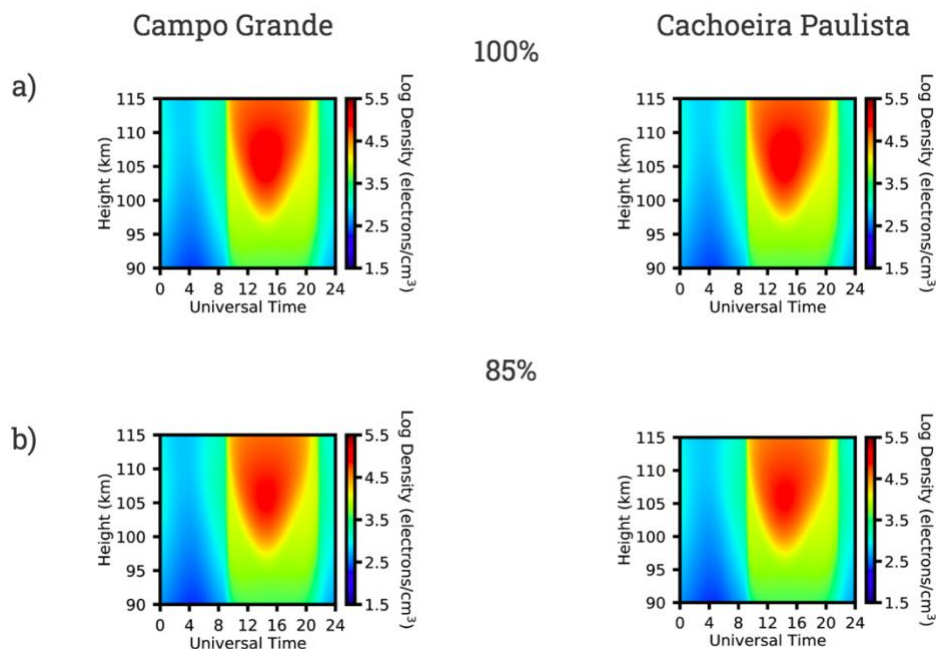 Campo Grande
Cachoeira Paulista
100%
a)
115
110
105
100
95
90
Height (km)
0 4 8 12 16 20 24
Universal Time
5.5
4.5
3.5
2.5
1.5
Log Density (electrons/cm³)
115
110
105
100
95
90
Height (km)
0 4 8 12 16 20 24
Universal Time
5.5
4.5
3.5
2.5
1.5
Log Density (electrons/cm³)
85%
b)
115
110
105
100
95
90
Height (km)
0 4 8 12 16 20 24
Universal Time
5.5
4.5
3.5
2.5
1.5
Log Density (electrons/cm³)
115
110
105
100
95
90
Height (km)
0 4 8 12 16 20 24
Universal Time
5.5
4.5
3.5
2.5
1.5
Log Density (electrons/cm³)